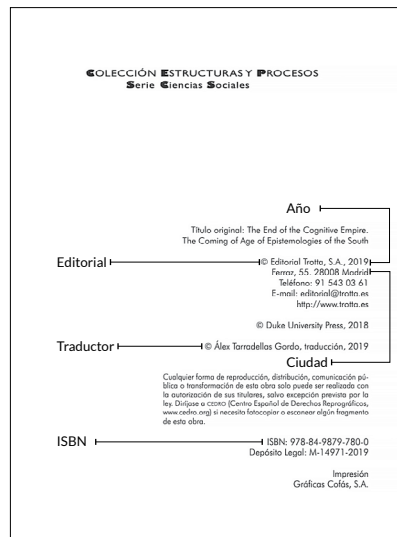 COLECCIÓN ESTRUCTURAS Y PROCESOS
Serie Ciencias Sociales
Año
Título original: The End of the Cognitive Empire.
The Coming of Age of Epistemologies of the South
Editorial
© Editorial Trotta, S.A., 2019
Ferraz, 55. 28008 Madrid
Teléfono: 91 543 03 61
E-mail: editorial@trotta.es
http://www.trotta.es
© Duke University Press, 2018
Traductor
© Álex Tarradellas Gordo, traducción, 2019
Ciudad
Cualquier forma de reproducción, distribución, comunicación pú-
blica o transformación de esta obra solo puede ser realizada con
la autorización de sus titulares, salvo excepción prevista por la
ley. Diríjase a CEDRO (Centro Español de Derechos Reprográficos,
www.cedro.org) si necesita fotocopiar o escanear algún fragmento
de esta obra.
ISBN
ISBN: 978-84-9879-780-0
Depósito Legal: M-14971-2019
Impresión
Gráficas Cofás, S.A.